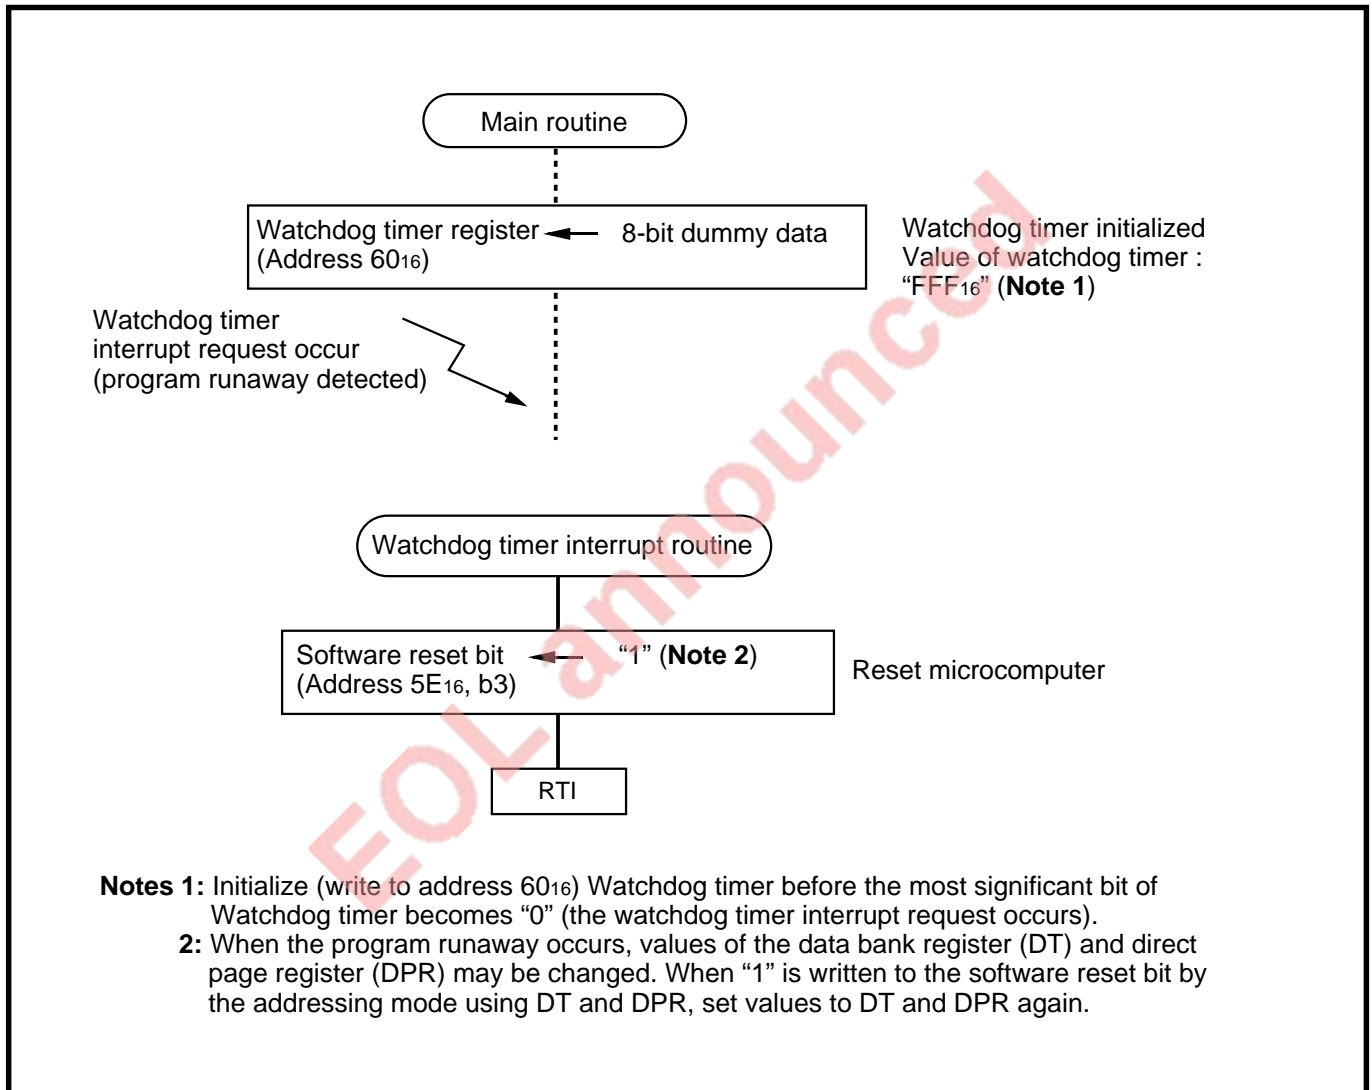 Main routine
Watchdog timer register
(Address 6016)
8-bit dummy data
Watchdog timer initialized
Value of watchdog timer :
“FFF16” (Note 1)
Watchdog timer
interrupt request occur
(program runaway detected)
Watchdog timer interrupt routine
Software reset bit
(Address 5E16, b3)
“1” (Note 2)
Reset microcomputer
RTI
Notes 1: Initialize (write to address 6016) Watchdog timer before the most significant bit of
Watchdog timer becomes “0” (the watchdog timer interrupt request occurs).
2: When the program runaway occurs, values of the data bank register (DT) and direct
page register (DPR) may be changed. When “1” is written to the software reset bit by
the addressing mode using DT and DPR, set values to DT and DPR again.
EOL announced